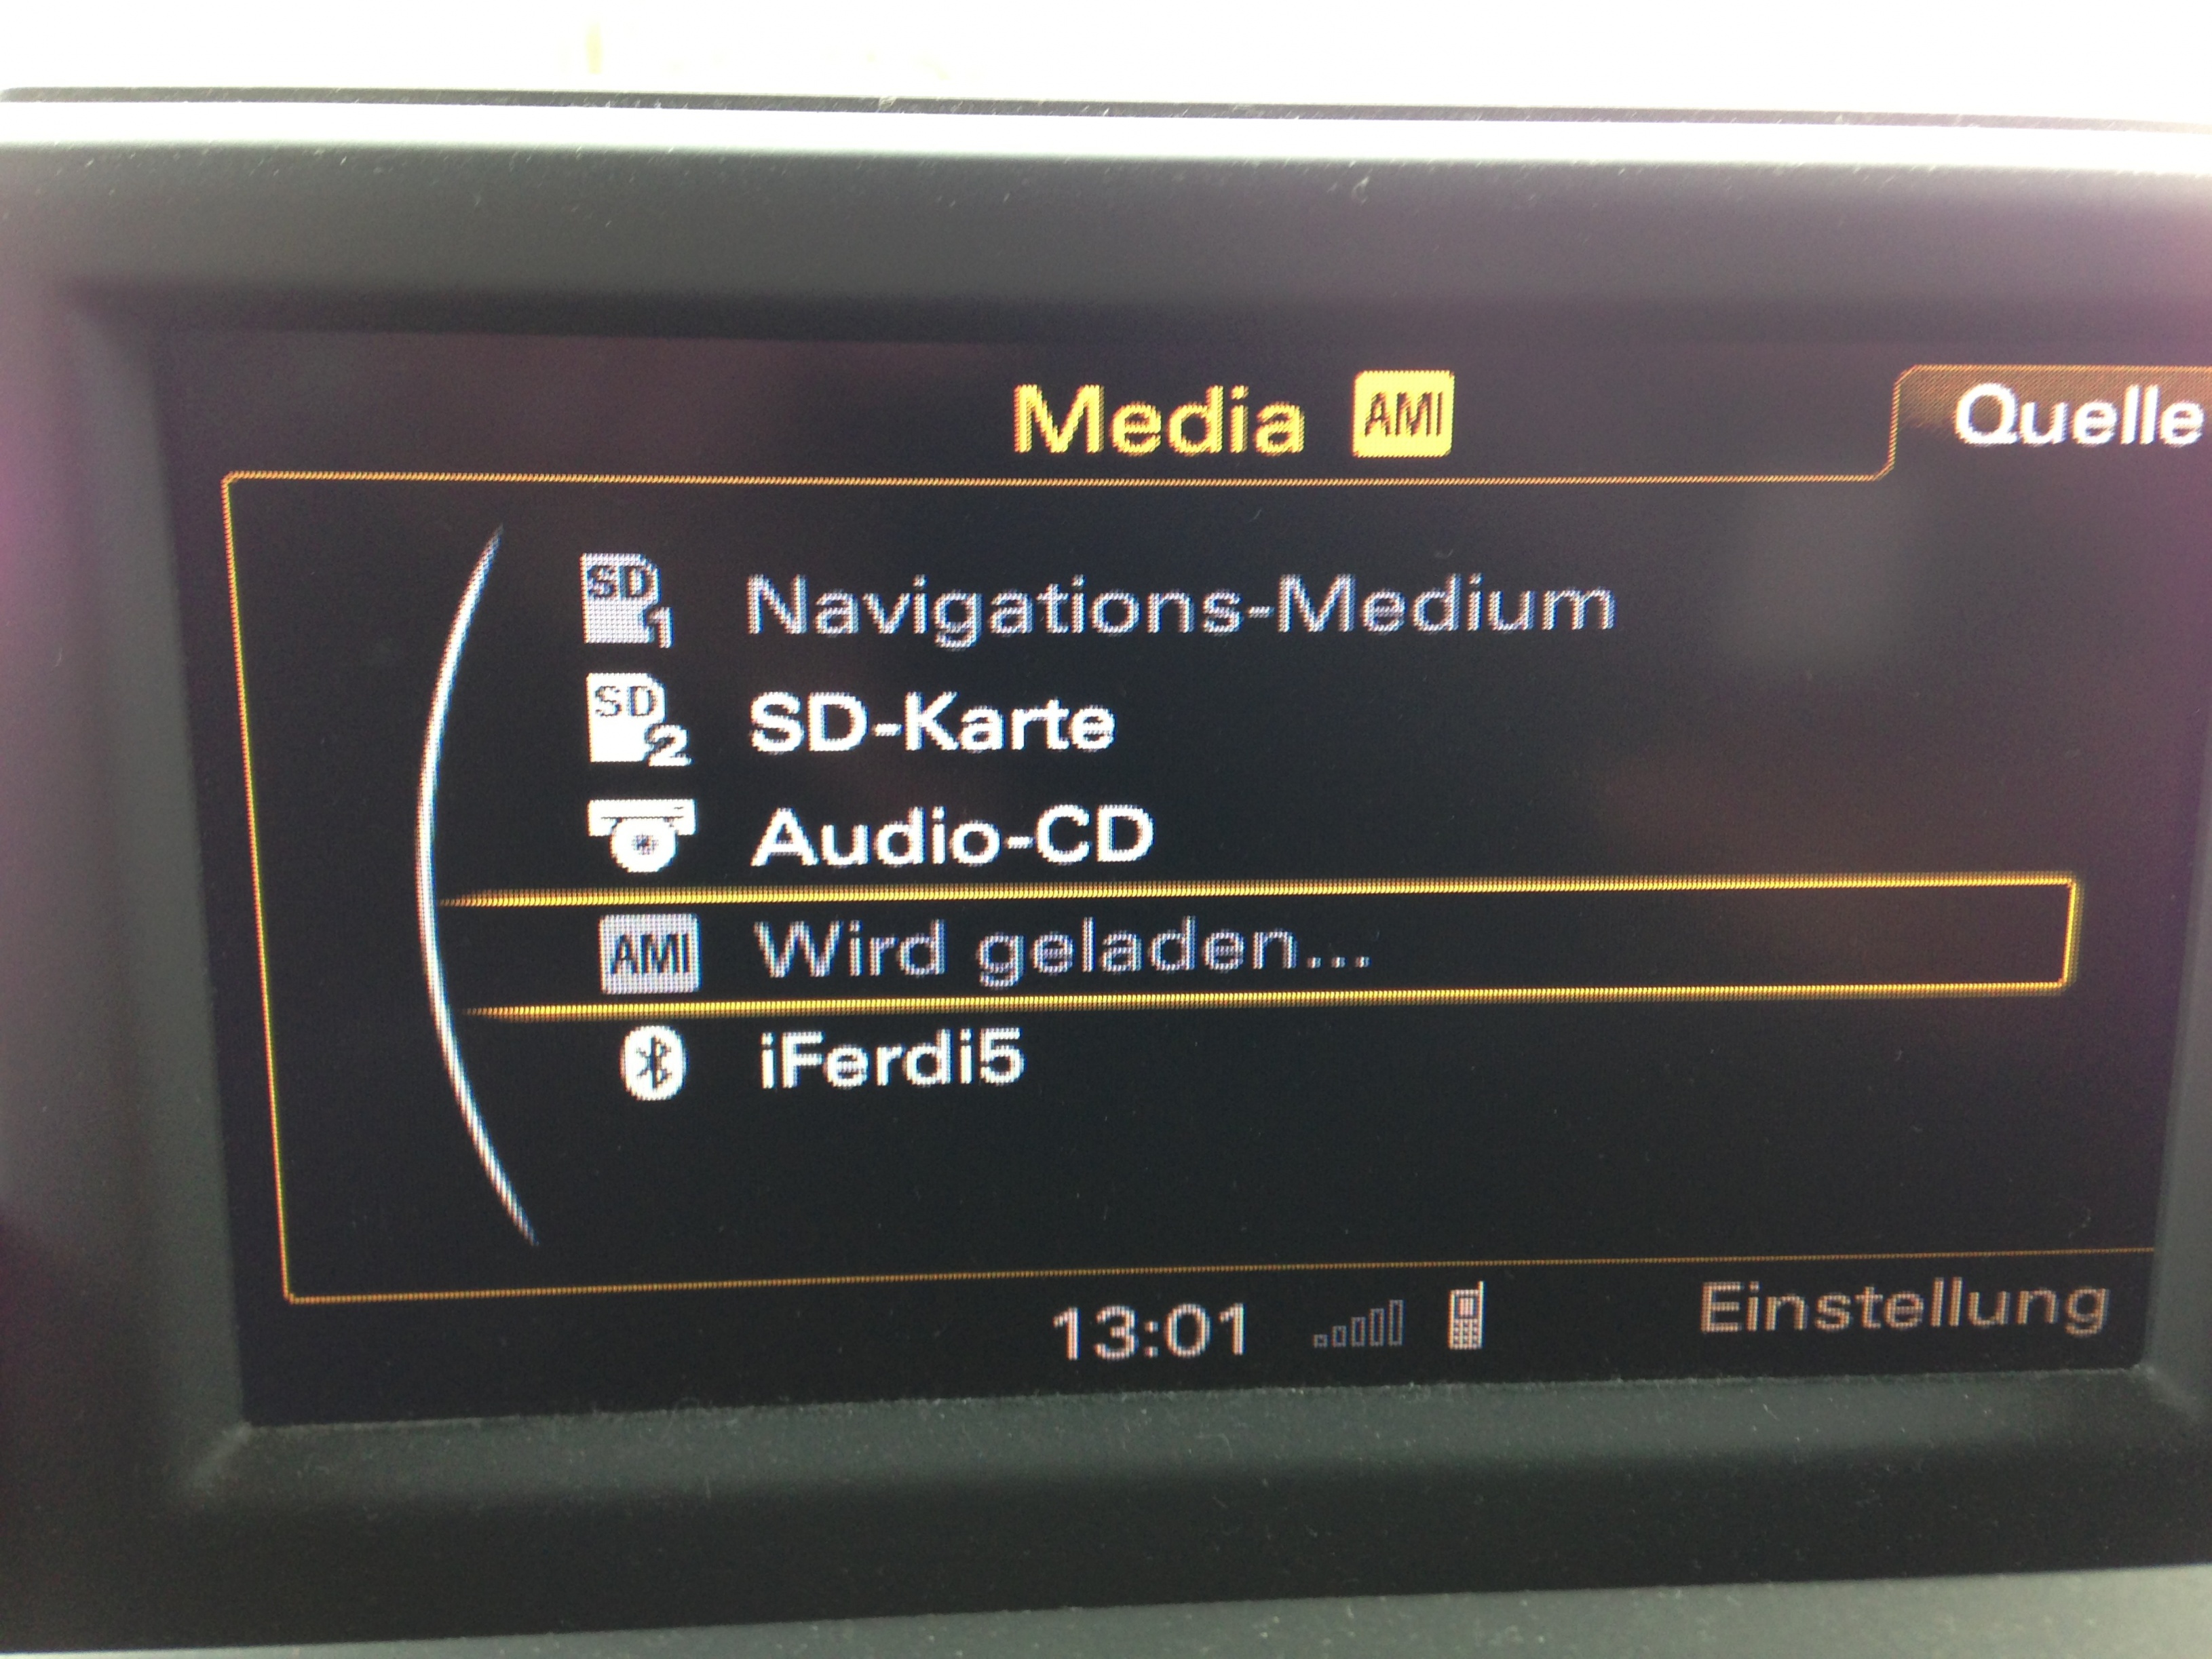 Media AMI
Quelle
SD 1 Navigations-Medium
SD 2 SD-Karte
Audio-CD
AMI Wird geladen...
iFerdi5
13:01
Einstellung